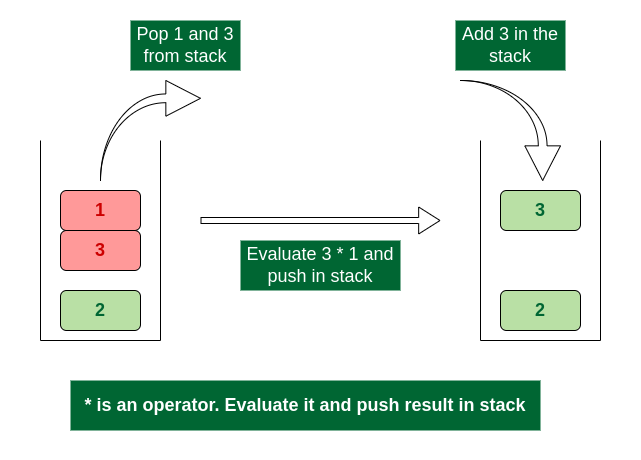 Pop 1 and 3
from stack
Add 3 in the
stack
1
3
2
Evaluate 3 * 1 and
push in stack
3
2
* is an operator. Evaluate it and push result in stack